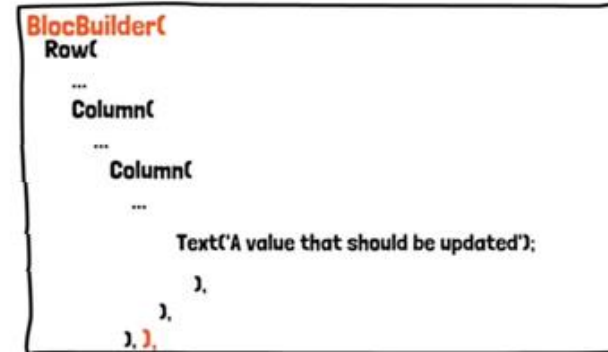 BlocBuilder(
Row(
...
Column(
...
Column(
...
Text('A value that should be updated');
),
),
), ),